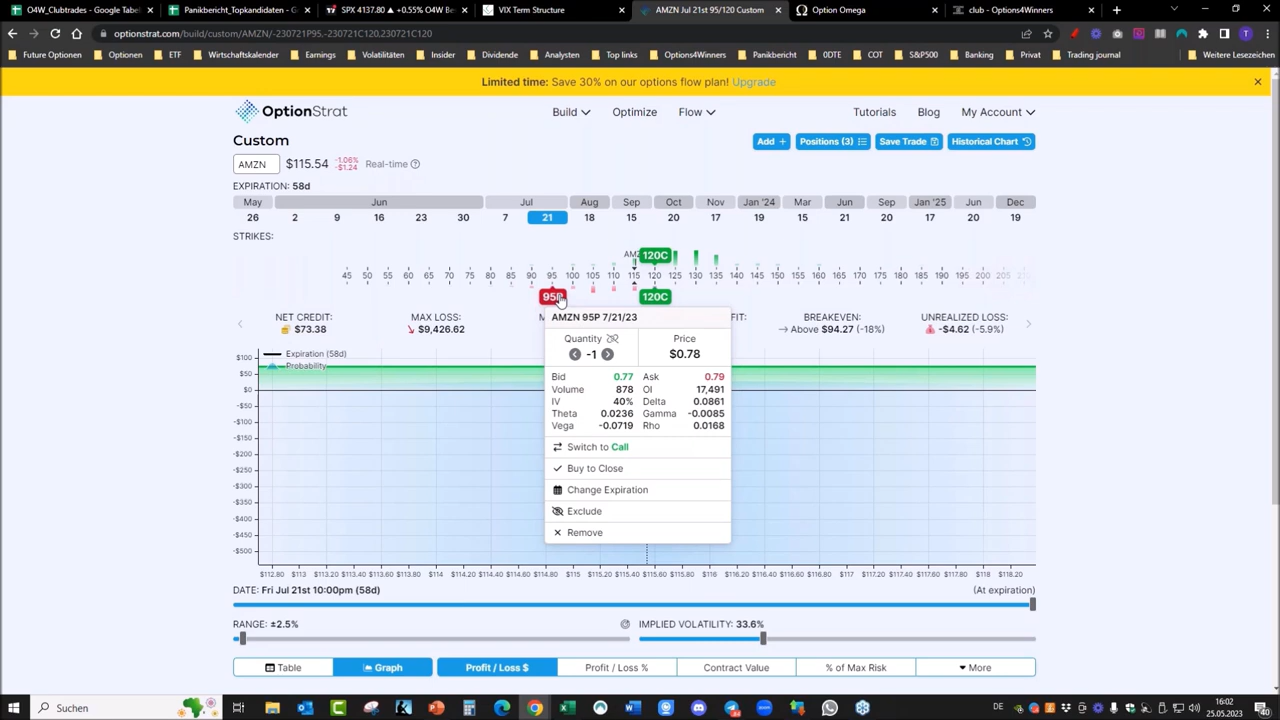 O4W_Clubtrades - Google Tabel
Panikbericht_Topkandidaten - G
SPX 4137.80 ▲ +0.55% O4W Be
VIX Term Structure
AMZN Jul 21st 95/120 Custom
Option Omega
club - Options4Winners
optionstrat.com/build/custom/AMZN/-230721P95,-230721C120,230721C120
Future Optionen
Optionen
ETF
Wirtschaftskalender
Earnings
Volatilitäten
Insider
Dividende
Analysten
Top links
Options4Winners
Panikbericht
0DTE
COT
S&P500
Banking
Privat
Trading journal
Weitere Lesezeichen
Limited time: Save 30% on our options flow plan! Upgrade
OptionStrat
Build
Optimize
Flow
Tutorials
Blog
My Account
Custom
Add +
Positions (3)
Save Trade
Historical Chart
AMZN
$115.54
-1.06%
-$1.24
Real-time
EXPIRATION: 58d
May Jun Jul Aug Sep Oct Nov Jan '24 Mar Jun Sep Jan '25 Jun Dec
26 2 9 16 23 30 7 21 18 15 20 17 19 15 21 20 17 20 19
STRIKES:
120C
45 50 55 60 65 70 75 80 85 90 95 100 105 110 115 120 125 130 135 140 145 150 155 160 165 170 175 180 185 190 195 200 205
120C
NET CREDIT:
$73.38
MAX LOSS:
$9,426.62
BREAKEVEN:
Above $94.27 (-18%)
UNREALIZED LOSS:
-$4.62 (-5.9%)
AMZN 95P 7/21/23
Quantity
-1
Price
$0.78
Bid 0.77 Ask 0.79
Volume 878 OI 17,491
IV 40% Delta 0.0861
Theta 0.0236 Gamma -0.0085
Vega -0.0719 Rho 0.0168
Switch to Call
Buy to Close
Change Expiration
Exclude
Remove
Expiration (58d)
Probability
$100
$50
$0
-$50
-$100
-$150
-$200
-$250
-$300
-$350
-$400
-$450
-$500
$112.80 $113 $113.20 $113.40 $113.60 $113.80 $114 $114.20 $114.40 $114.60 $114.80 $115 $115.20 $115.40 $115.60 $115.80 $116 $116.20 $116.40 $116.60 $116.80 $117 $117.20 $117.40 $117.60 $117.80 $118 $118.20
DATE: Fri Jul 21st 10:00pm (58d)
(At expiration)
RANGE: ±2.5%
IMPLIED VOLATILITY: 33.6%
Table
Graph
Profit / Loss $
Profit / Loss %
Contract Value
% of Max Risk
More
Suchen
16:02
25.05.2023